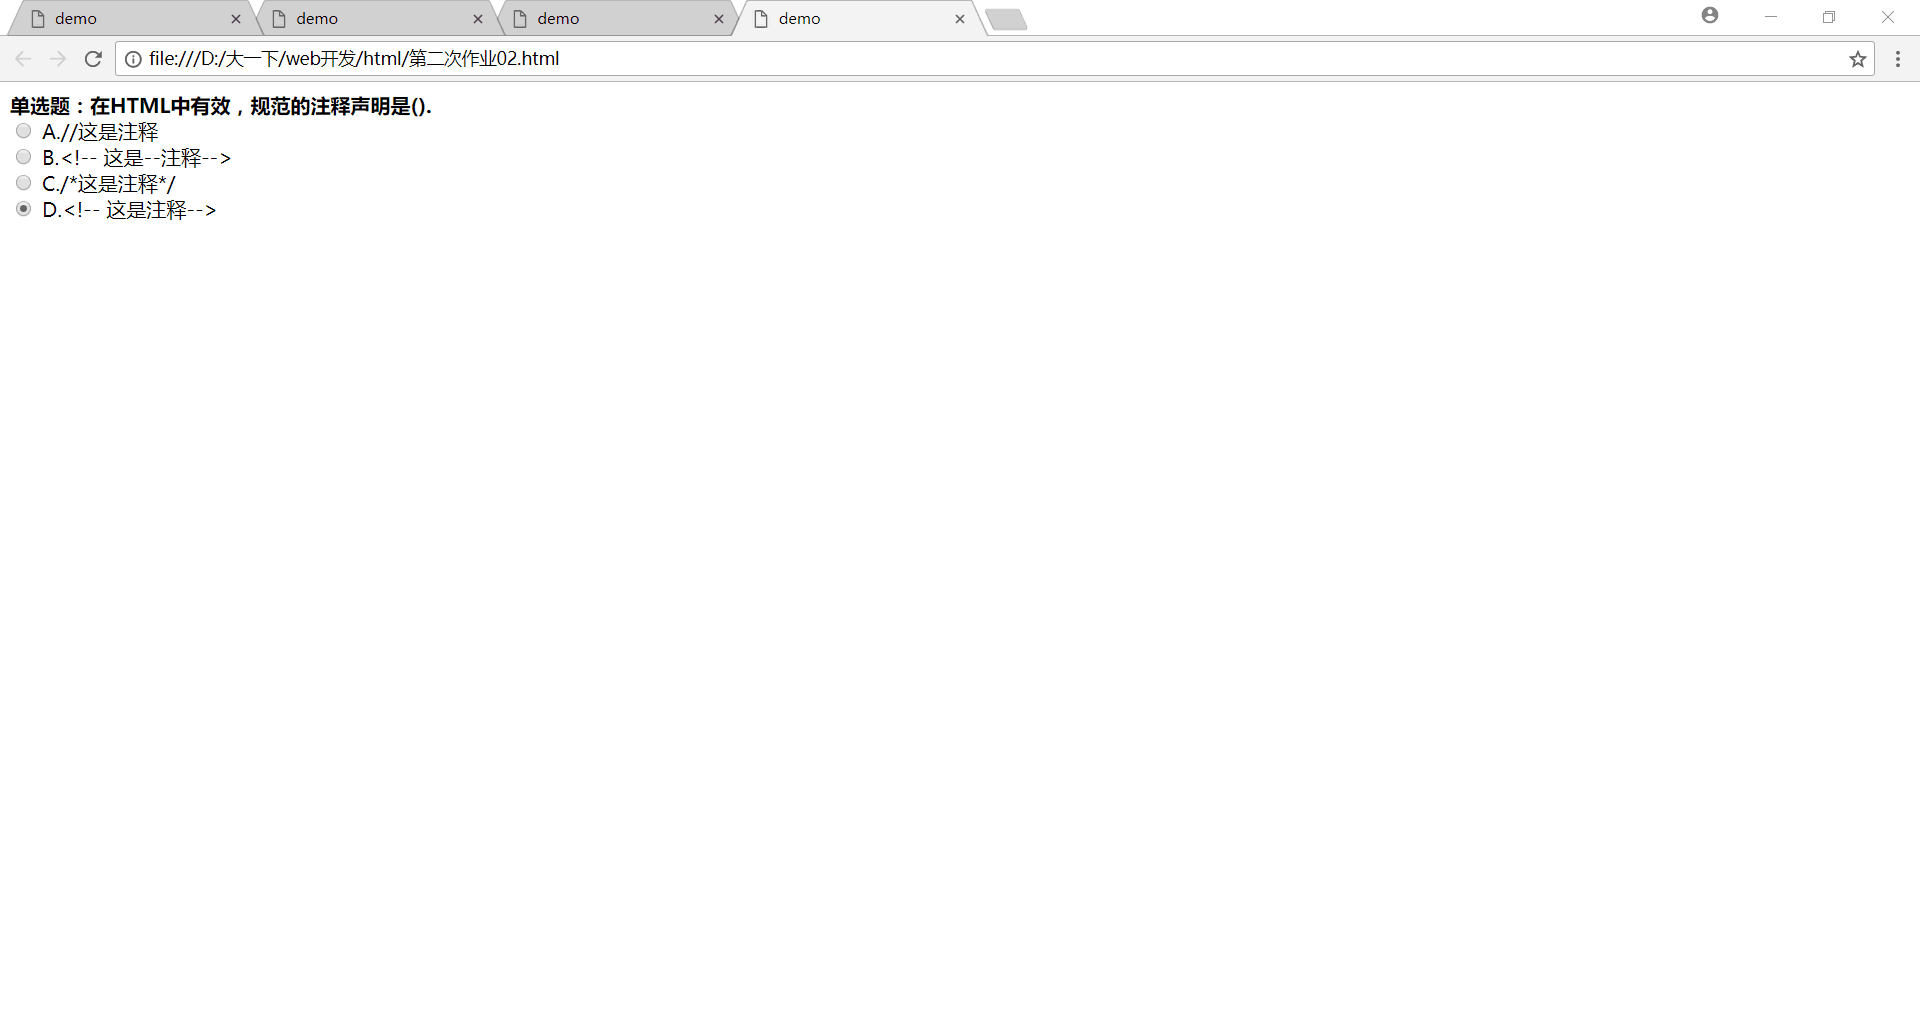 demo
demo
demo
demo
file:///D:/大一下/web开发/html/第二次作业02.html
单选题：在HTML中有效，规范的注释声明是().
A.//这是注释
B.<!-- 这是--注释-->
C./*这是注释*/
D.<!-- 这是注释-->